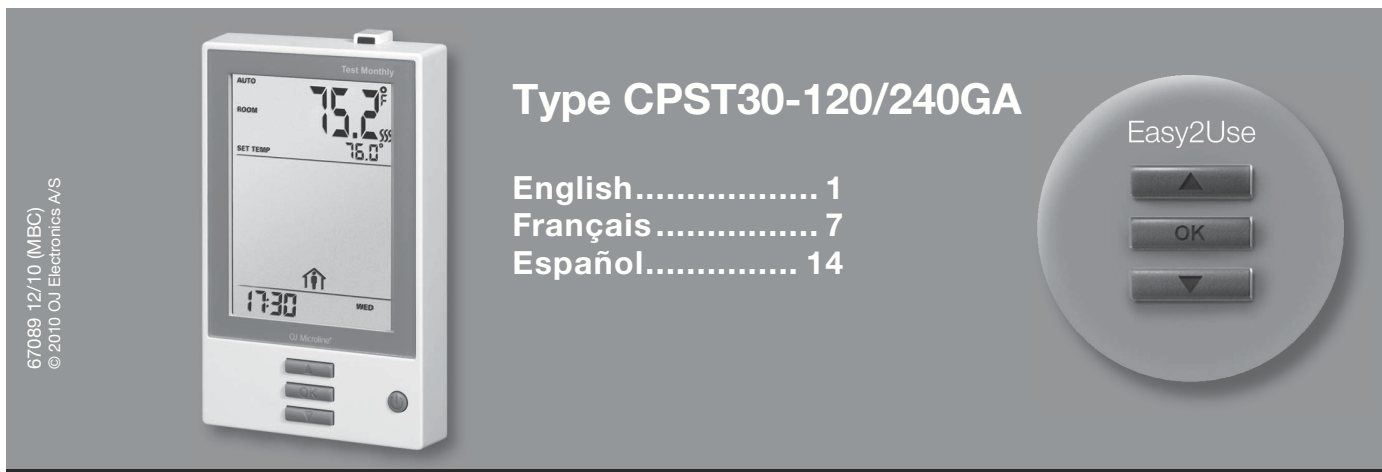 67089 12/10 (MBC)
© 2010 OJ Electronics A/S
Test Monthly
AUTO
75.2°F
ROOM
SET TEMP
76.0°
17:30
WED
OJ Microline®
OK
Type CPST30-120/240GA
English.................. 1
Français................ 7
Español............... 14
Easy2Use
OK